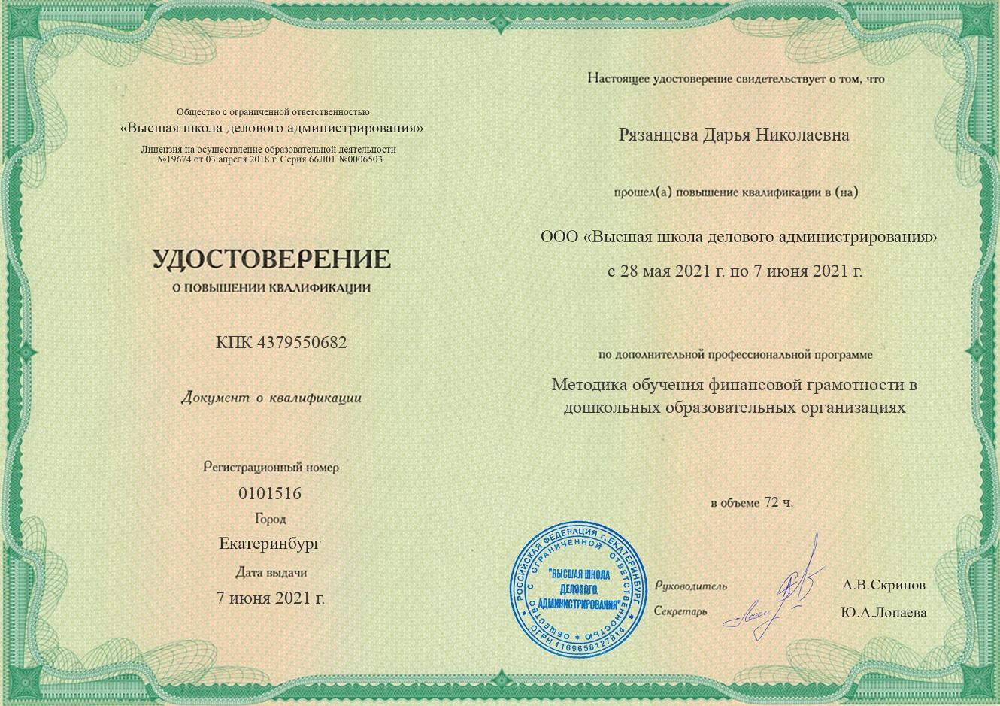 Общество с ограниченной ответственностью
«Высшая школа делового администрирования»
Лицензия на осуществление образовательной деятельности
№19674 от 03 апреля 2018 г. Серия 66Л01 №0006503
УДОСТОВЕРЕНИЕ
О ПОВЫШЕНИИ КВАЛИФИКАЦИИ
КПК 4379550682
Документ о квалификации
Регистрационный номер
0101516
Город
Екатеринбург
Дата выдачи
7 июня 2021 г.
Настоящее удостоверение свидетельствует о том, что
Рязанцева Дарья Николаевна
прошел(а) повышение квалификации в (на)
ООО «Высшая школа делового администрирования»
с 28 мая 2021 г. по 7 июня 2021 г.
по дополнительной профессиональной программе
Методика обучения финансовой грамотности в
дошкольных образовательных организациях
в объеме 72 ч.
РОССИЙСКАЯ ФЕДЕРАЦИЯ г. ЕКАТЕРИНБУРГ
ОБЩЕСТВО С ОГРАНИЧЕННОЙ ОТВЕТСТВЕННОСТЬЮ
"ВЫСШАЯ ШКОЛА
ДЕЛОВОГО
АДМИНИСТРИРОВАНИЯ"
ОГРН 1169658127814
Руководитель
А.В.Скрипов
Секретарь
Ю.А.Лопаева